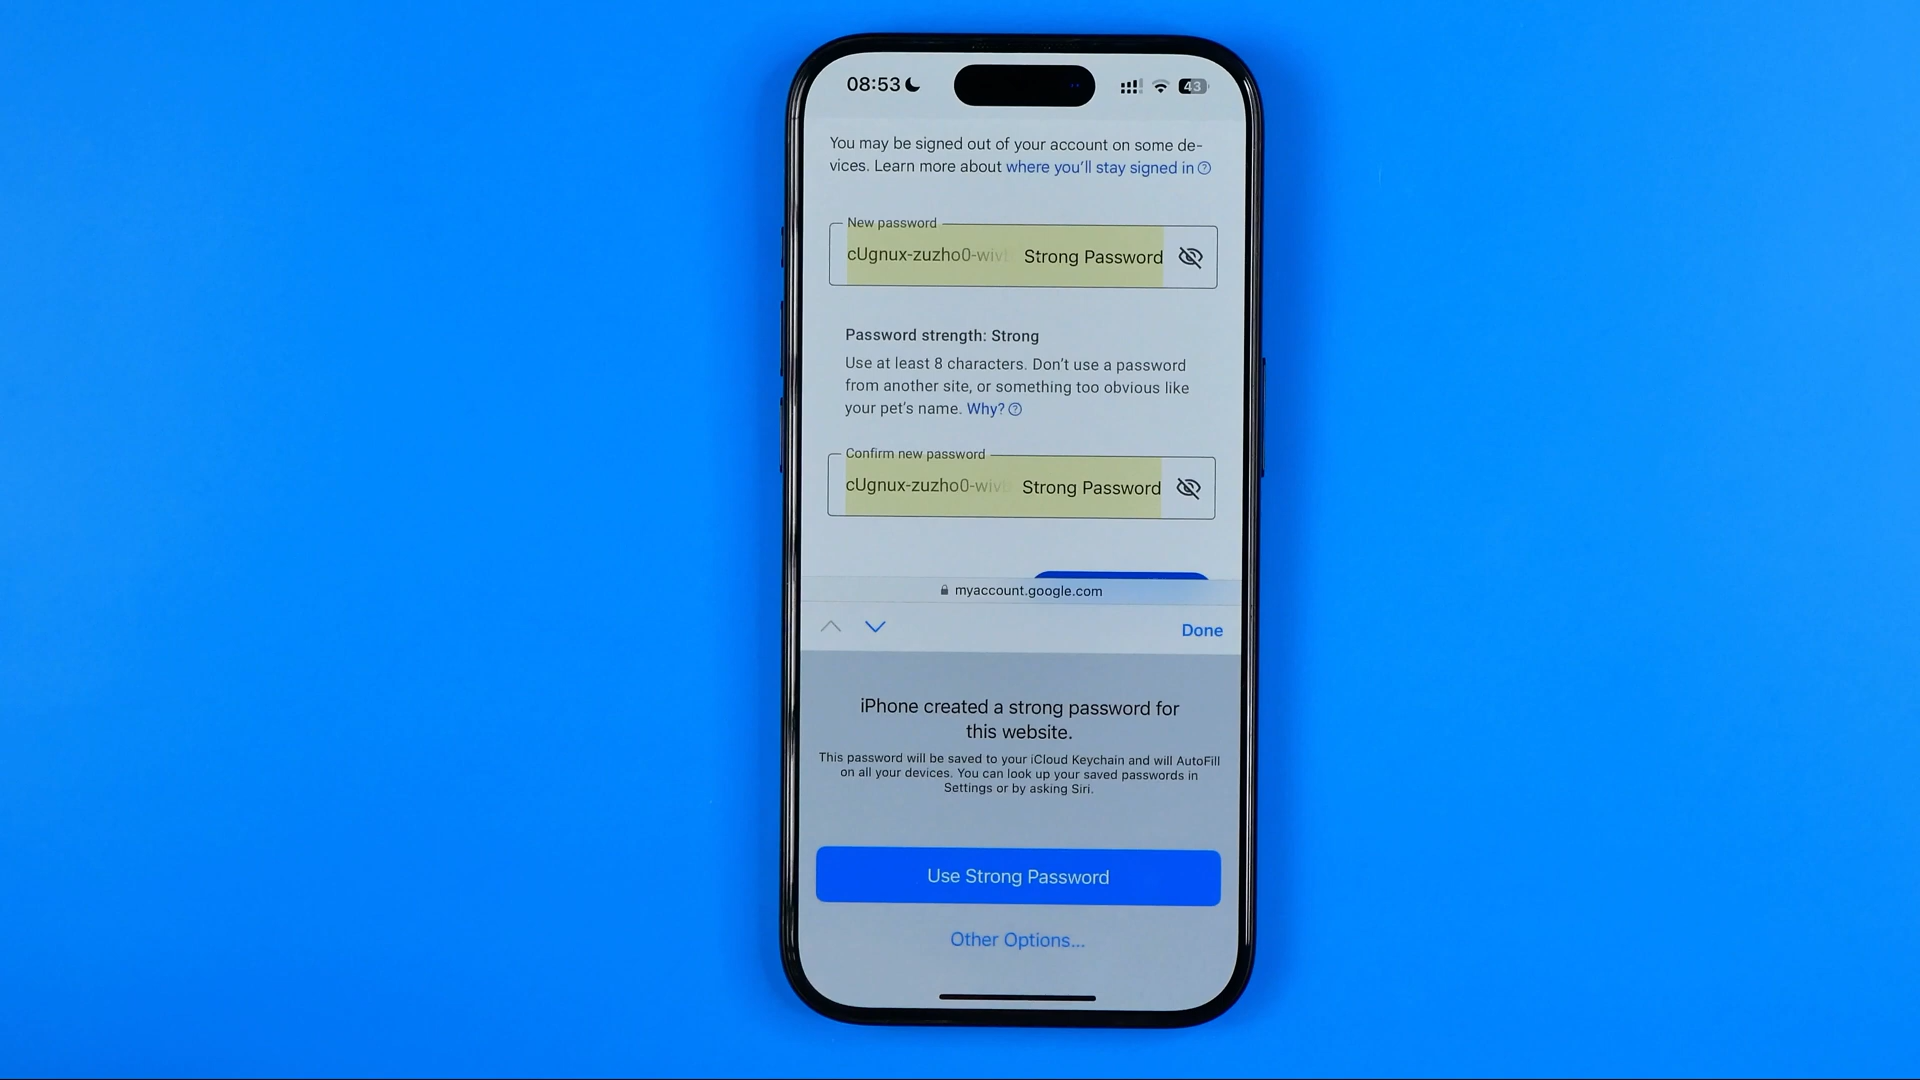 08:53
43
You may be signed out of your account on some de-
vices. Learn more about where you'll stay signed in
New password
cUgnux-zuzho0-wivl Strong Password
Password strength: Strong
Use at least 8 characters. Don't use a password
from another site, or something too obvious like
your pet's name. Why?
Confirm new password
cUgnux-zuzho0-wivl Strong Password
myaccount.google.com
Done
iPhone created a strong password for
this website.
This password will be saved to your iCloud Keychain and will AutoFill
on all your devices. You can look up your saved passwords in
Settings or by asking Siri.
Use Strong Password
Other Options...